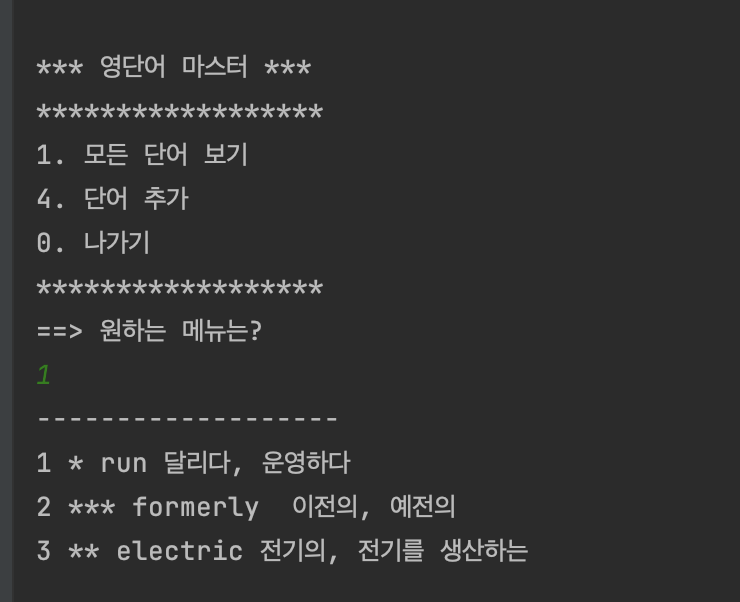 *** 영단어 마스터 ***
******************
1. 모든 단어 보기
4. 단어 추가
0. 나가기
******************
==> 원하는 메뉴는?
1
-------------------
1 * run 달리다, 운영하다
2 *** formerly  이전의, 예전의
3 ** electric 전기의, 전기를 생산하는